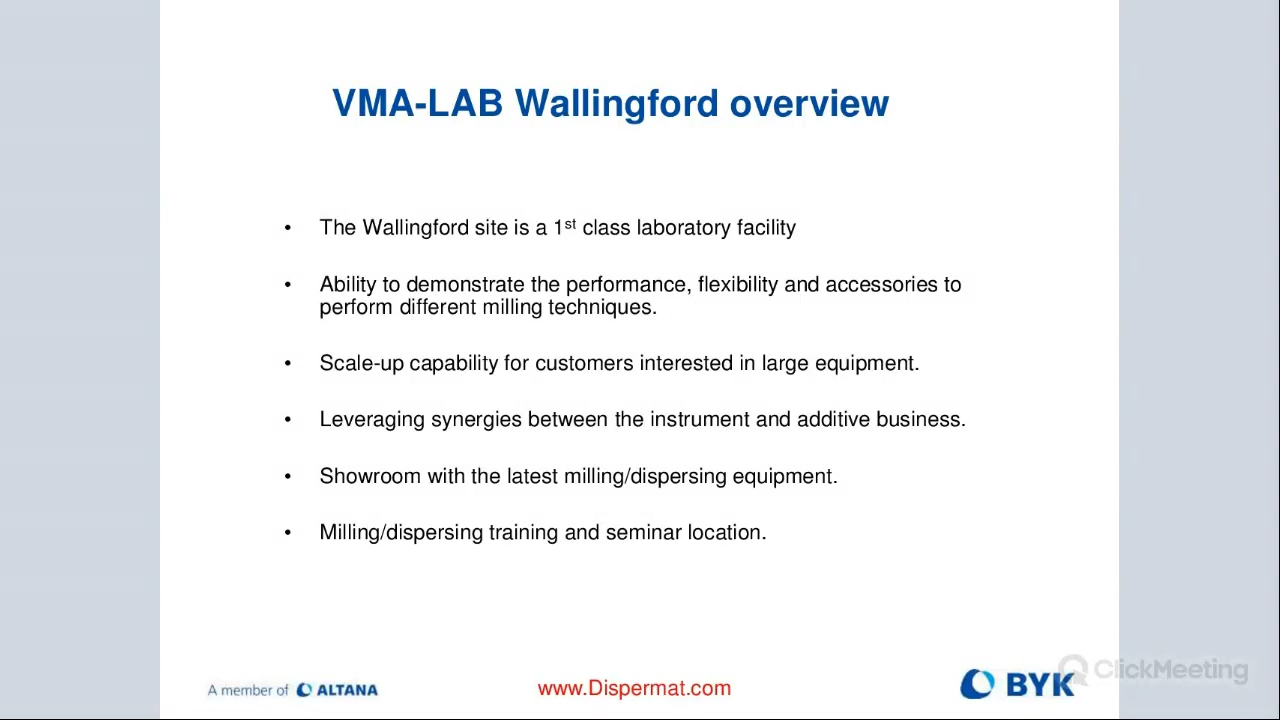 VMA-LAB Wallingford overview
• The Wallingford site is a 1st class laboratory facility
• Ability to demonstrate the performance, flexibility and accessories to
perform different milling techniques.
• Scale-up capability for customers interested in large equipment.
• Leveraging synergies between the instrument and additive business.
• Showroom with the latest milling/dispersing equipment.
• Milling/dispersing training and seminar location.
A member of ALTANA
www.Dispermat.com
BYK
ClickMeeting